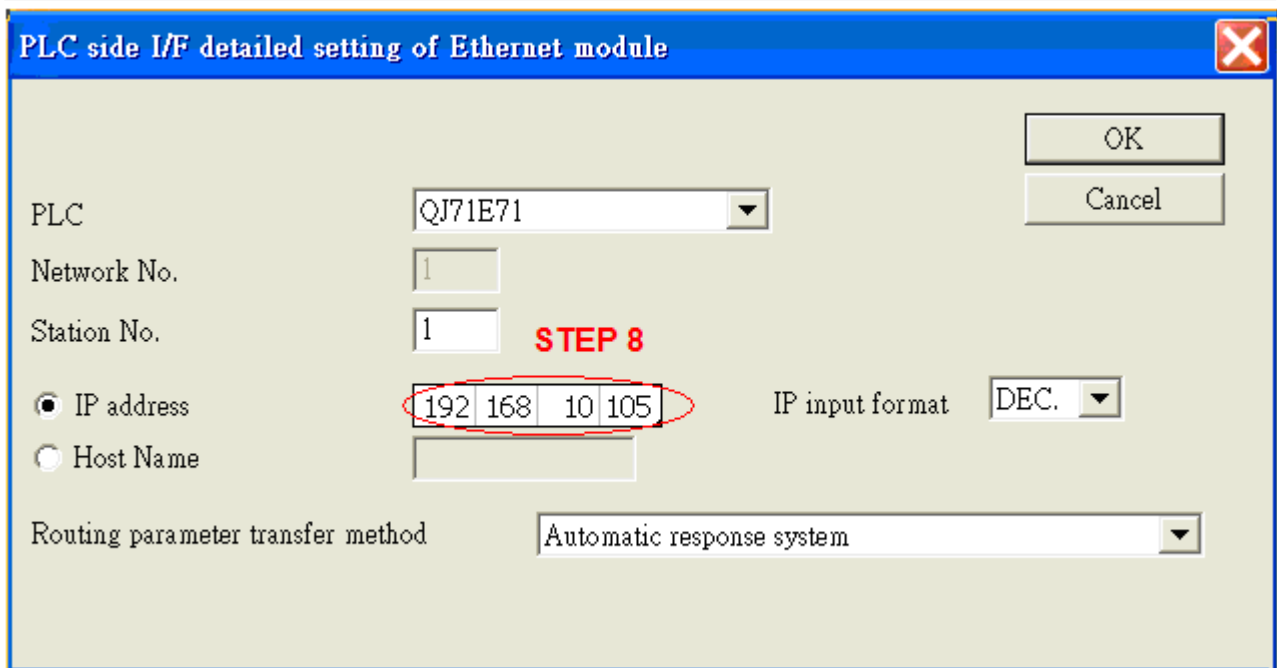 PLC side I/F detailed setting of Ethernet module
OK
PLC QJ71E71 Cancel
Network No. 1
Station No. 1 STEP 8
IP address 192 168 10 105 IP input format DEC.
Host Name
Routing parameter transfer method Automatic response system